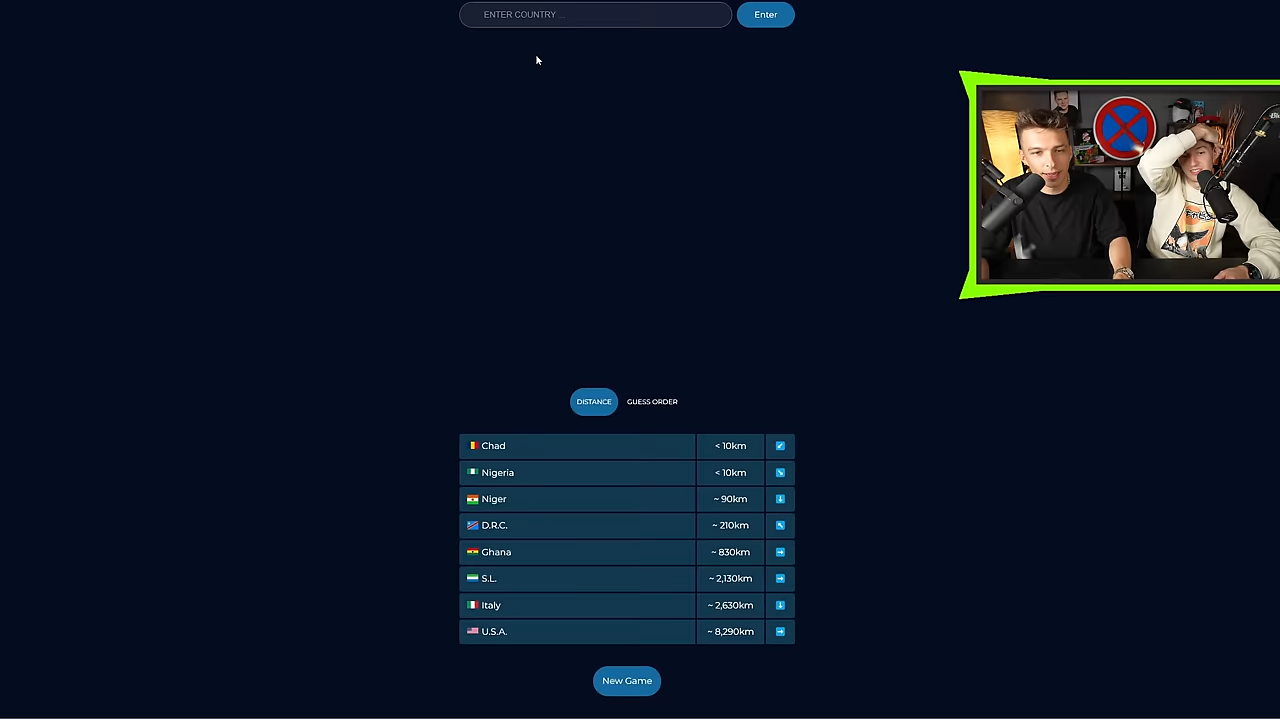 ENTER COUNTRY ...
Enter
DISTANCE
GUESS ORDER
Chad < 10km
Nigeria < 10km
Niger ~ 90km
D.R.C. ~ 210km
Ghana ~ 830km
S.L. ~ 2,130km
Italy ~ 2,630km
U.S.A. ~ 8,290km
New Game